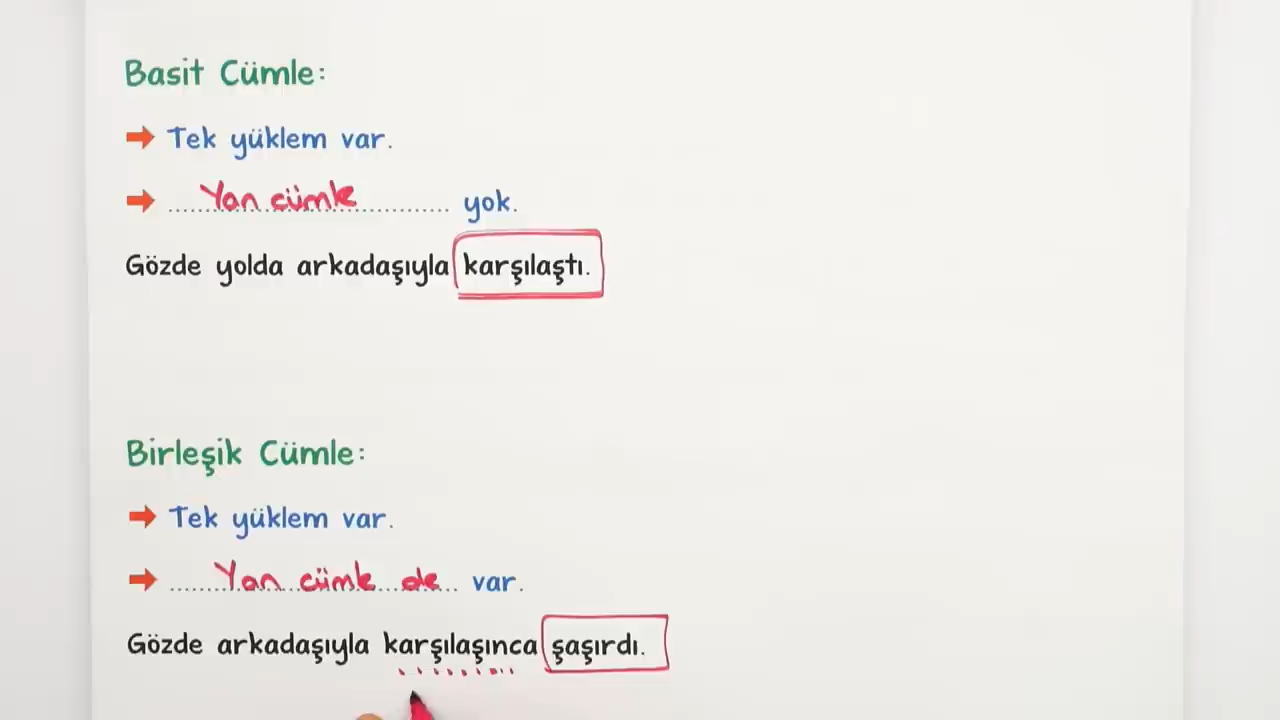 Basit Cümle:
Tek yüklem var.
Yan cümle yok.
Gözde yolda arkadaşıyla karşılaştı.
Birleşik Cümle:
Tek yüklem var.
Yan cümle de var.
Gözde arkadaşıyla karşılaşınca şaşırdı.